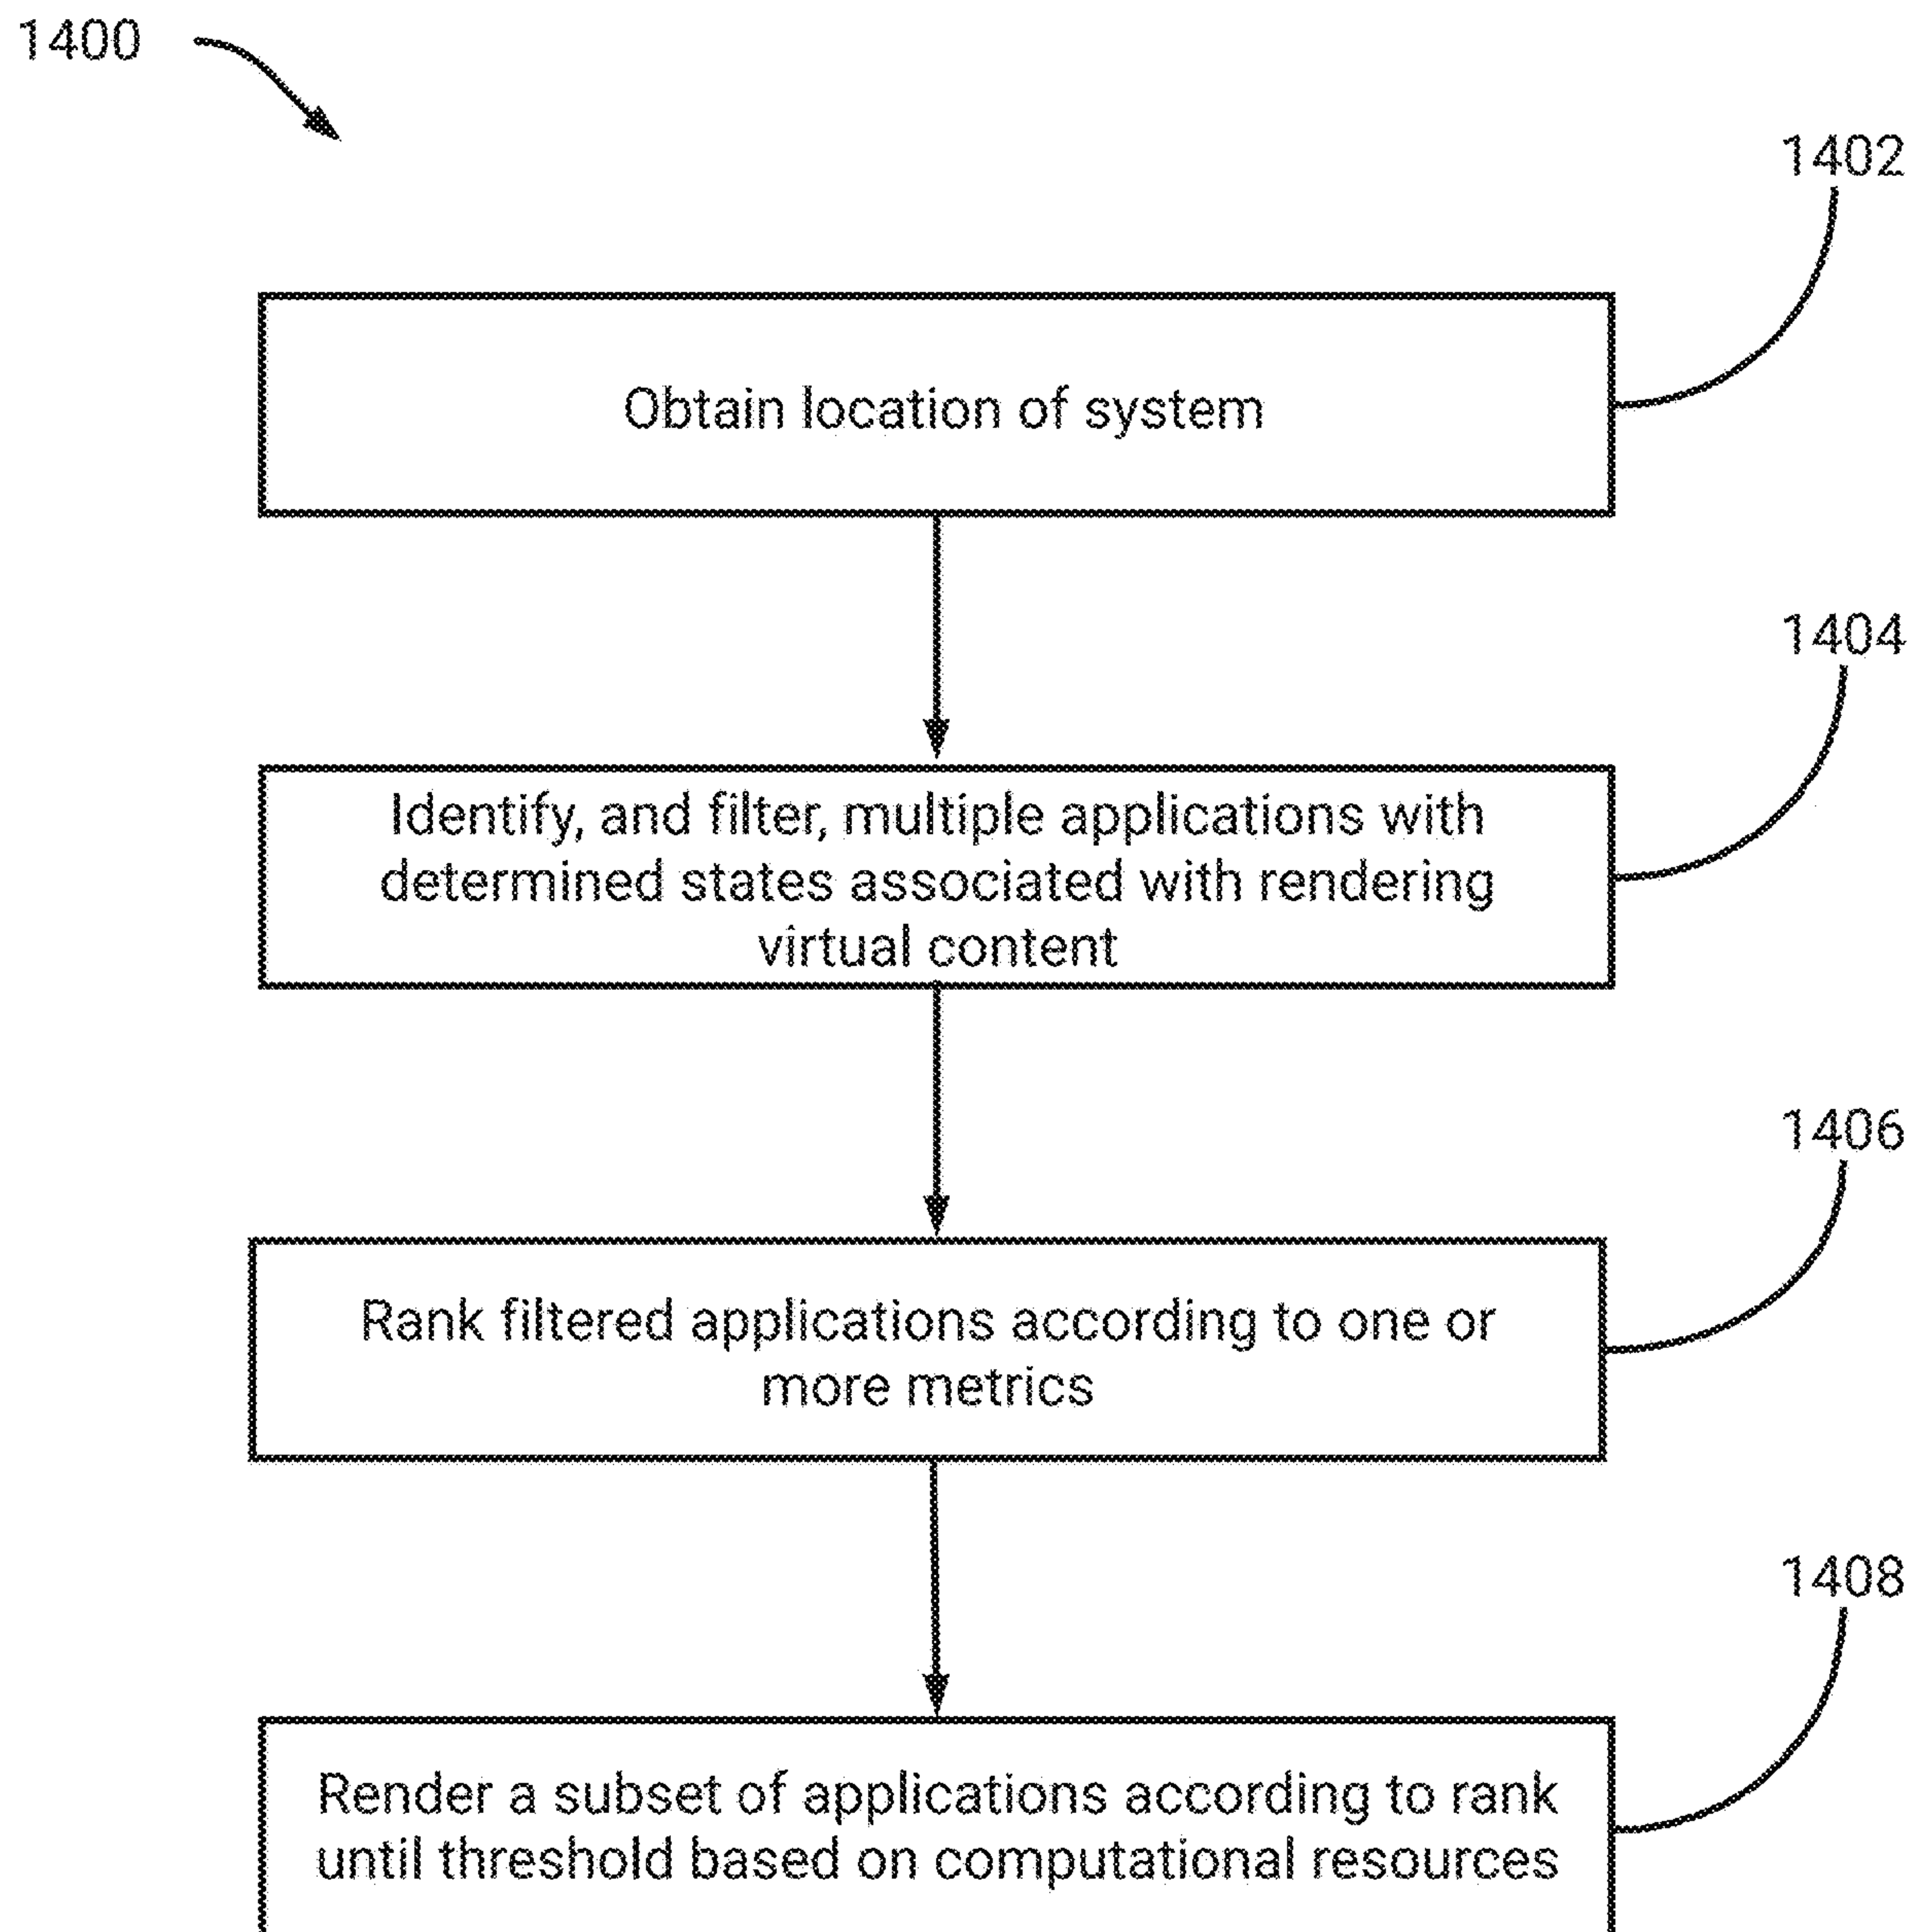 1400
1402
Obtain location of system
1404
Identify, and filter, multiple applications with
determined states associated with rendering
virtual content
1406
Rank filtered applications according to one or
more metrics
1408
Render a subset of applications according to rank
until threshold based on computational resources